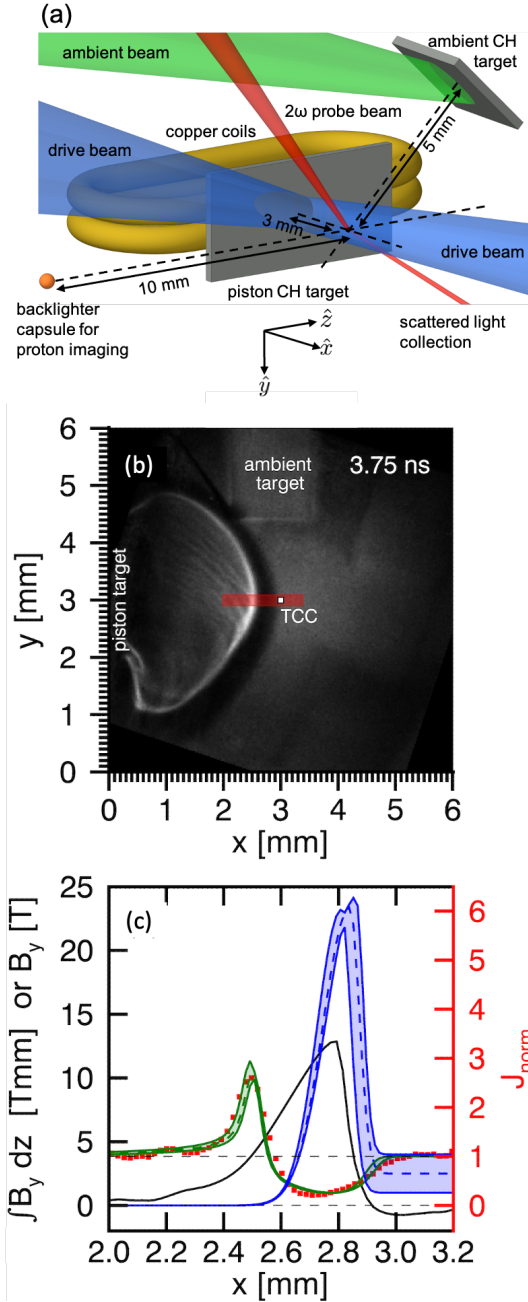 (a)
ambient beam
ambient CH
target
2ω probe beam
copper coils
5 mm
drive beam
3 mm
drive beam
10 mm
piston CH target
backlighter
capsule for
proton imaging
scattered light
collection
ẑ
x̂
ŷ
(b)
ambient
target
3.75 ns
piston target
TCC
y [mm]
6
5
4
3
2
1
0
0 1 2 3 4 5 6
x [mm]
(c)
∫B_y dz [Tmm] or B_y [T]
25
20
15
10
5
0
6
5
4
3
2
1
0
J_norm
2.0 2.2 2.4 2.6 2.8 3.0 3.2
x [mm]